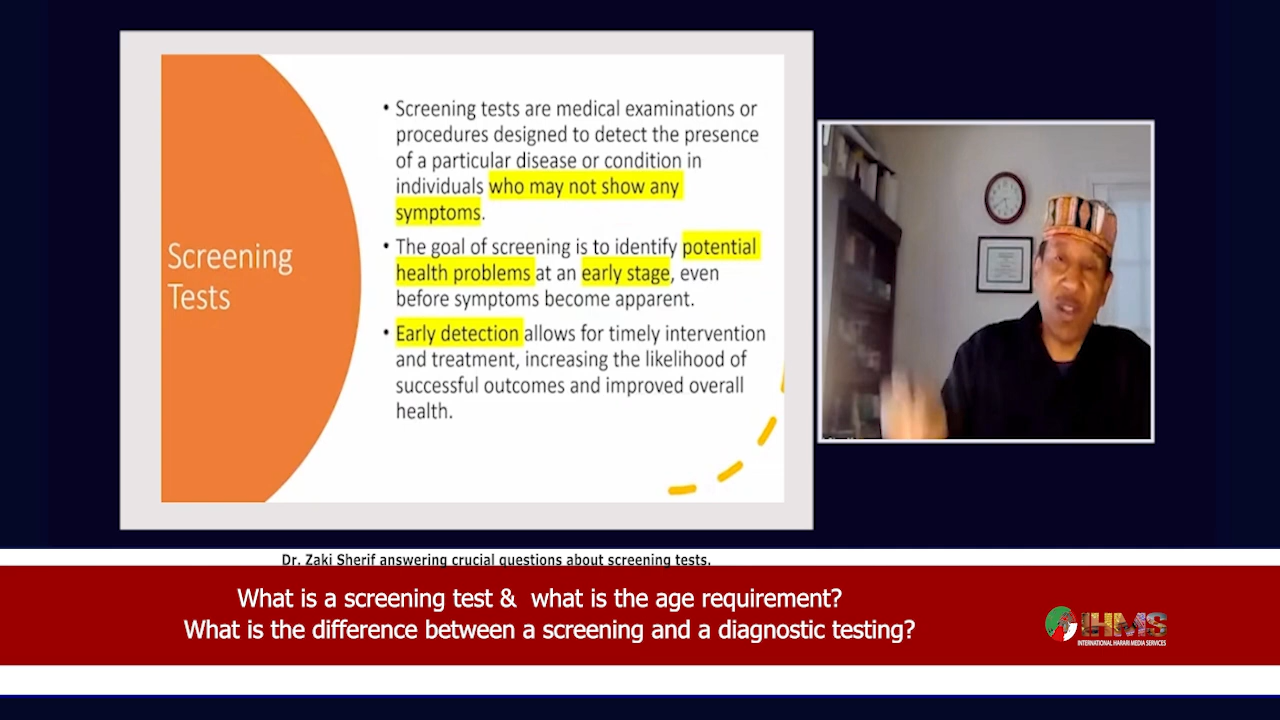 Screening
Tests
• Screening tests are medical examinations or
procedures designed to detect the presence
of a particular disease or condition in
individuals who may not show any
symptoms.
• The goal of screening is to identify potential
health problems at an early stage, even
before symptoms become apparent.
• Early detection allows for timely intervention
and treatment, increasing the likelihood of
successful outcomes and improved overall
health.
Dr. Zaki Sherif answering crucial questions about screening tests.
What is a screening test & what is the age requirement?
What is the difference between a screening and a diagnostic testing?
IHMS
INTERNATIONAL HARARI MEDIA SERVICES